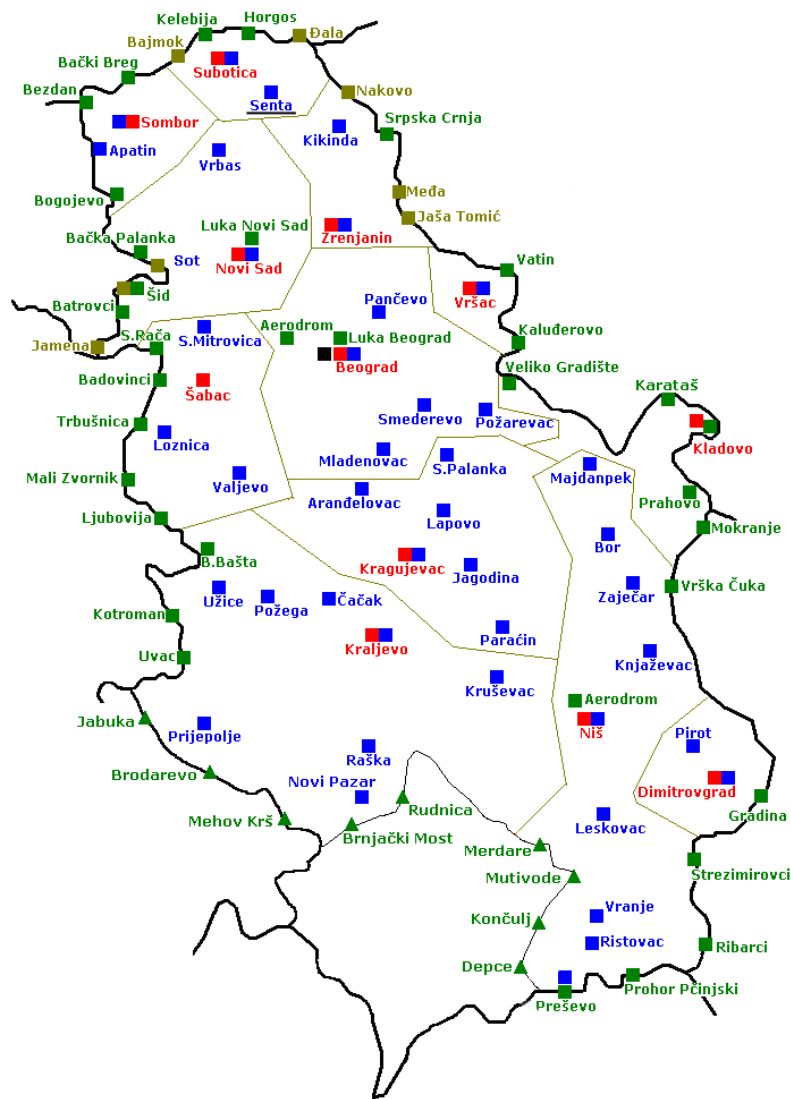 Kelebija
Horgos
Đala
Bajmok
Subotica
Bački Breg
Bezdan
Senta
Nakovo
Sombor
Srpska Crnja
Kikinda
Apatin
Vrbas
Međa
Bogojevo
Jaša Tomić
Luka Novi Sad
Zrenjanin
Bačka Palanka
Sot
Novi Sad
Vatin
Šid
Vršac
Pančevo
Batrovci
S.Rača
S.Mitrovica
Aerodrom
Luka Beograd
Kaluđerovo
Jamena
Beograd
Badovinci
Šabac
Veliko Gradište
Karataš
Trbušnica
Smederevo
Požarevac
Kladovo
Loznica
Mladenovac
S.Palanka
Majdanpek
Mali Zvornik
Valjevo
Aranđelovac
Prahovo
Ljubovija
Lapovo
Mokranje
Bor
B.Bašta
Kragujevac
Jagodina
Užice
Požega
Čačak
Zaječar
Vrška Čuka
Kotroman
Kraljevo
Paraćin
Uvac
Knjaževac
Kruševac
Aerodrom
Jabuka
Prijepolje
Niš
Pirot
Raška
Brodarevo
Novi Pazar
Dimitrovgrad
Rudnica
Gradina
Mehov Krš
Brnjački Most
Leskovac
Merdare
Strezimirovci
Mutivode
Vranje
Končulj
Ristovac
Ribarci
Depce
Prohor Pčinjski
Preševo